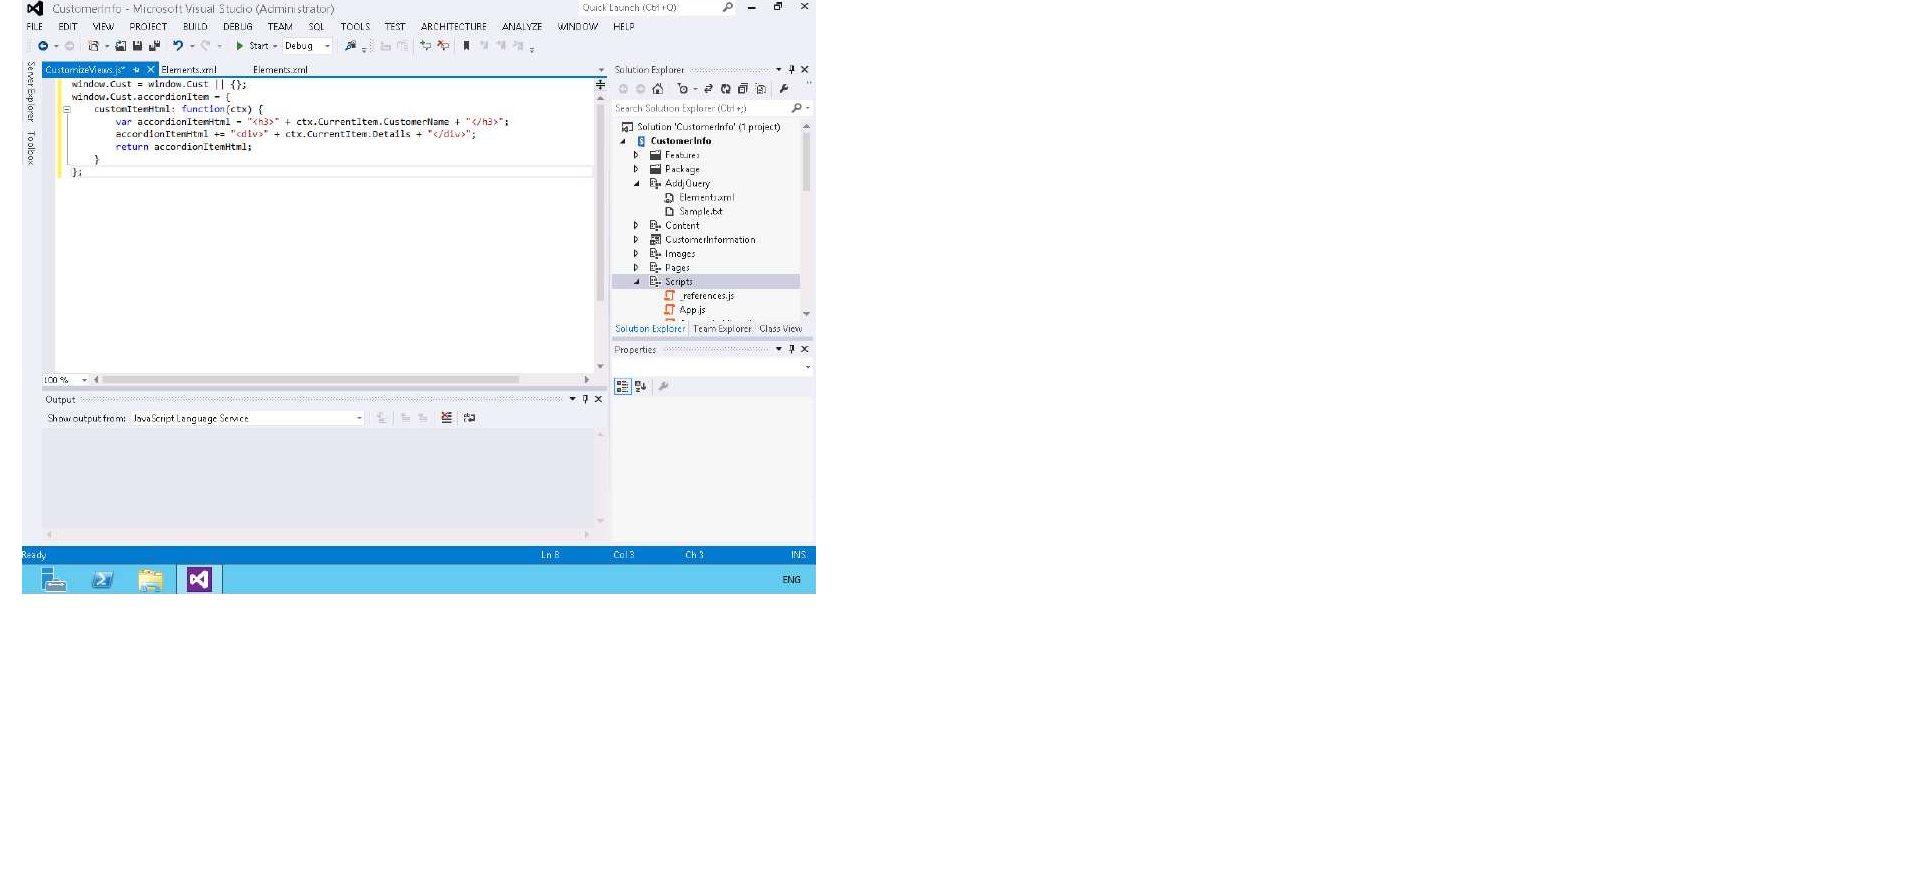 CustomerInfo - Microsoft Visual Studio (Administrator)
Quick Launch (Ctrl+Q)
FILE EDIT VIEW PROJECT BUILD DEBUG TEAM SQL TOOLS TEST ARCHITECTURE ANALYZE WINDOW HELP
Start Debug
Server Explorer
Toolbox
CustomizeViews.js* Elements.xml Elements.xml
window.Cust = window.Cust || {};
window.Cust.accordionItem = {
customItemHtml: function(ctx) {
var accordionItemHtml = "<h3>" + ctx.CurrentItem.CustomerName + "</h3>";
accordionItemHtml += "<div>" + ctx.CurrentItem.Details + "</div>";
return accordionItemHtml;
}
};
100 %
Output
Show output from: JavaScript Language Service
Solution Explorer
Search Solution Explorer (Ctrl+;)
Solution 'CustomerInfo' (1 project)
CustomerInfo
Features
Package
AddjQuery
Elements.xml
Sample.txt
Content
CustomerInformation
Images
Pages
Scripts
_references.js
App.js
Solution Explorer Team Explorer Class View
Properties
Ready Ln 8 Col 3 Ch 3 INS
ENG